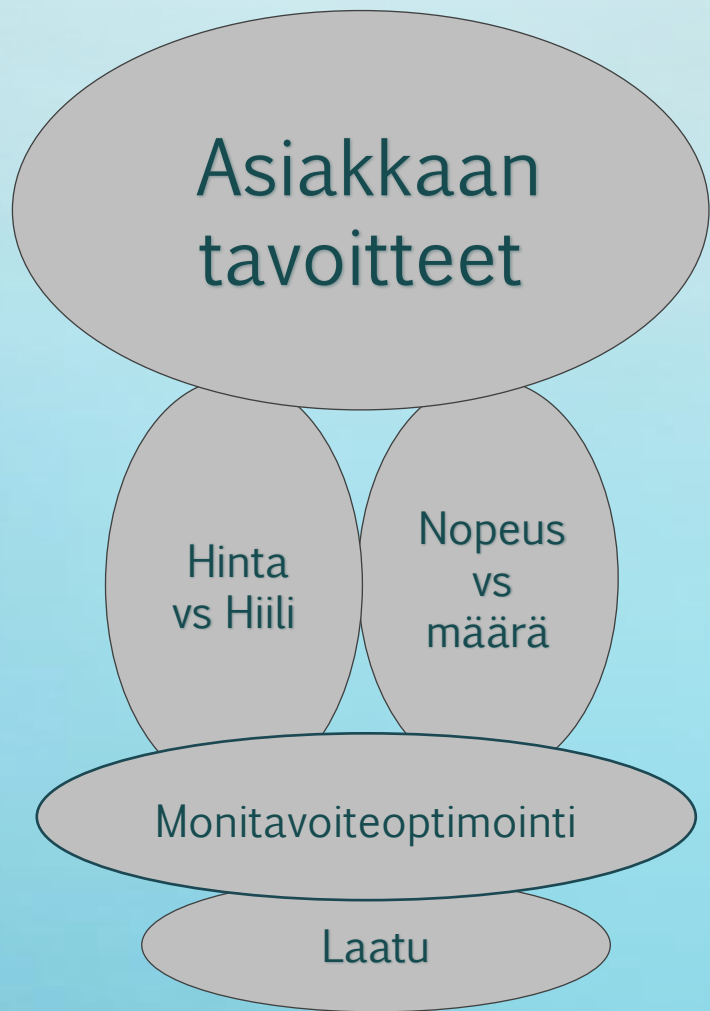 Asiakkaan
tavoitteet
Hinta
vs Hiili
Nopeus
vs
määrä
Monitavoiteoptimointi
Laatu